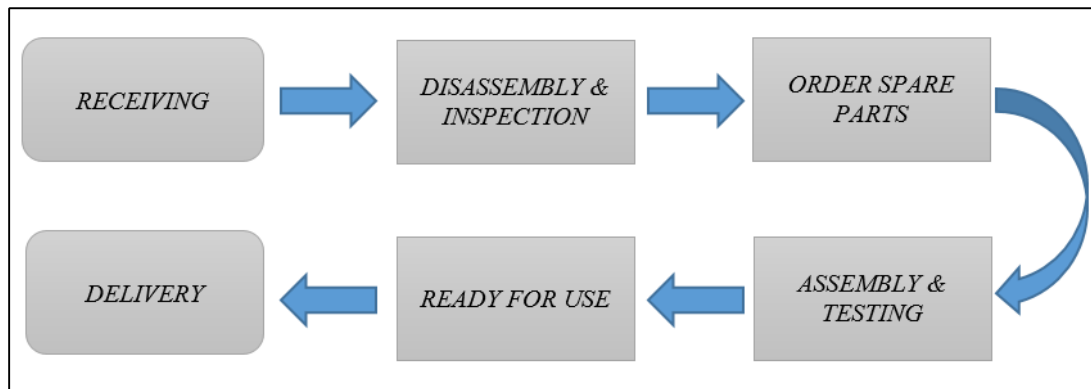 RECEIVING
DISASSEMBLY &
INSPECTION
ORDER SPARE
PARTS
ASSEMBLY &
TESTING
READY FOR USE
DELIVERY